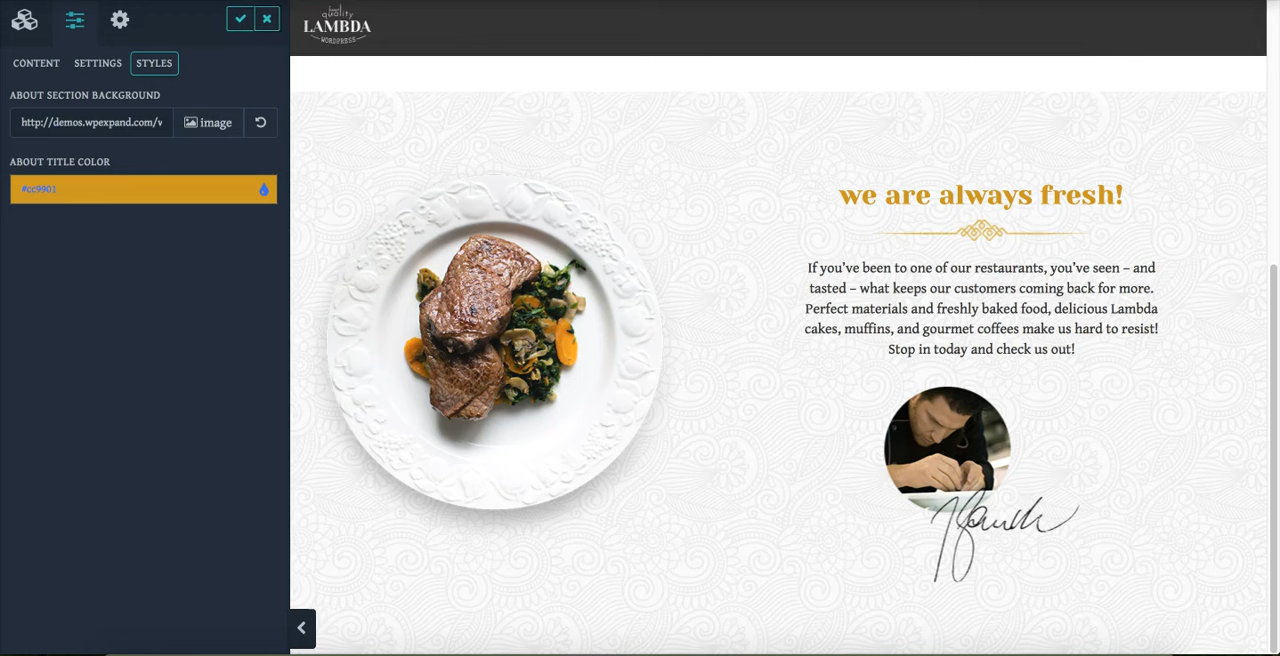 CONTENT
SETTINGS
STYLES
ABOUT SECTION BACKGROUND
http://demos.wpexpand.com/v
image
ABOUT TITLE COLOR
#cc9901
quality
LAMBDA
WORDPRESS
we are always fresh!
If you’ve been to one of our restaurants, you’ve seen – and
tasted – what keeps our customers coming back for more.
Perfect materials and freshly baked food, delicious Lambda
cakes, muffins, and gourmet coffees make us hard to resist!
Stop in today and check us out!